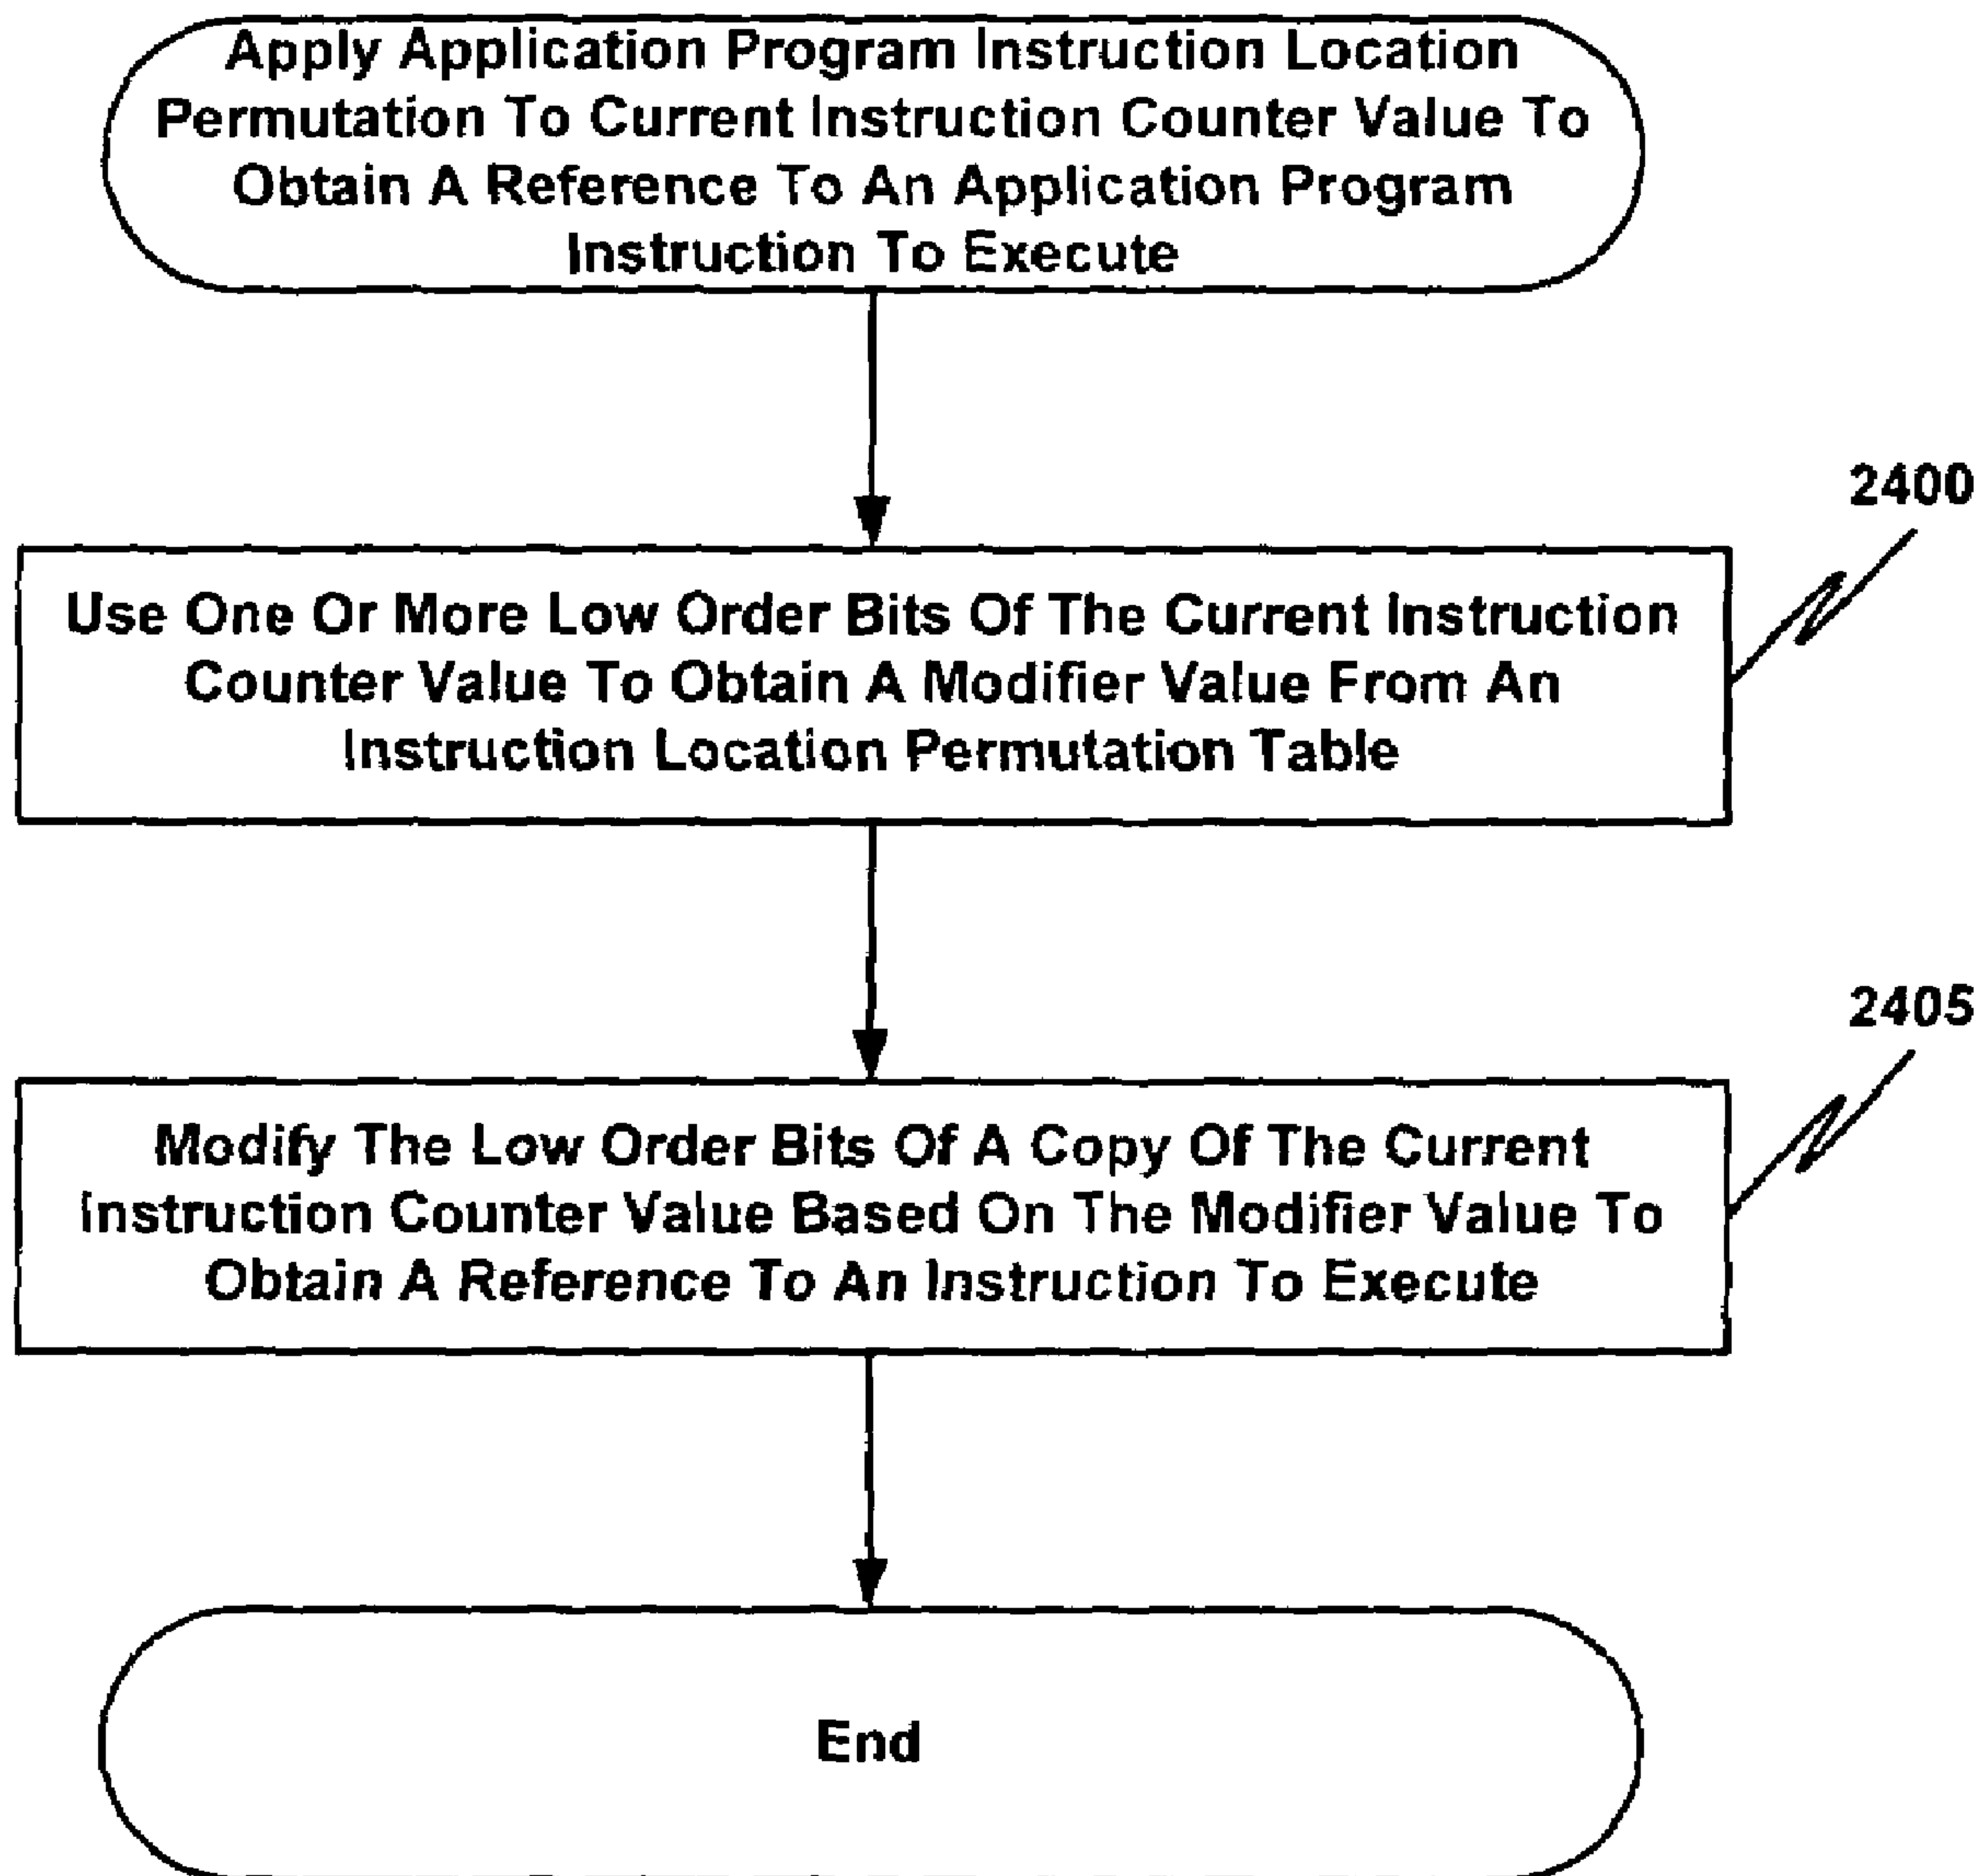 Apply Application Program Instruction Location
Permutation To Current Instruction Counter Value To
Obtain A Reference To An Application Program
Instruction To Execute
2400
Use One Or More Low Order Bits Of The Current Instruction
Counter Value To Obtain A Modifier Value From An
Instruction Location Permutation Table
2405
Modify The Low Order Bits Of A Copy Of The Current
Instruction Counter Value Based On The Modifier Value To
Obtain A Reference To An Instruction To Execute
End